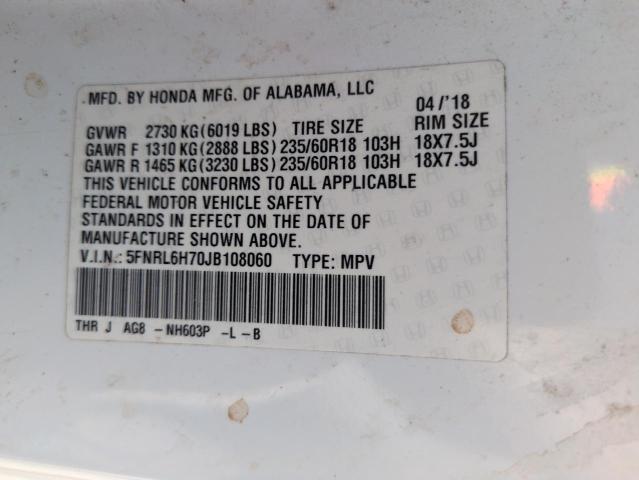 MFD. BY HONDA MFG. OF ALABAMA, LLC 04/'18
GVWR 2730 KG(6019 LBS) TIRE SIZE RIM SIZE
GAWR F 1310 KG(2888 LBS) 235/60R18 103H 18X7.5J
GAWR R 1465 KG(3230 LBS) 235/60R18 103H 18X7.5J
THIS VEHICLE CONFORMS TO ALL APPLICABLE
FEDERAL MOTOR VEHICLE SAFETY
STANDARDS IN EFFECT ON THE DATE OF
MANUFACTURE SHOWN ABOVE.
V.I.N.: 5FNRL6H70JB108060 TYPE: MPV
THR J AG8 - NH603P -L - B